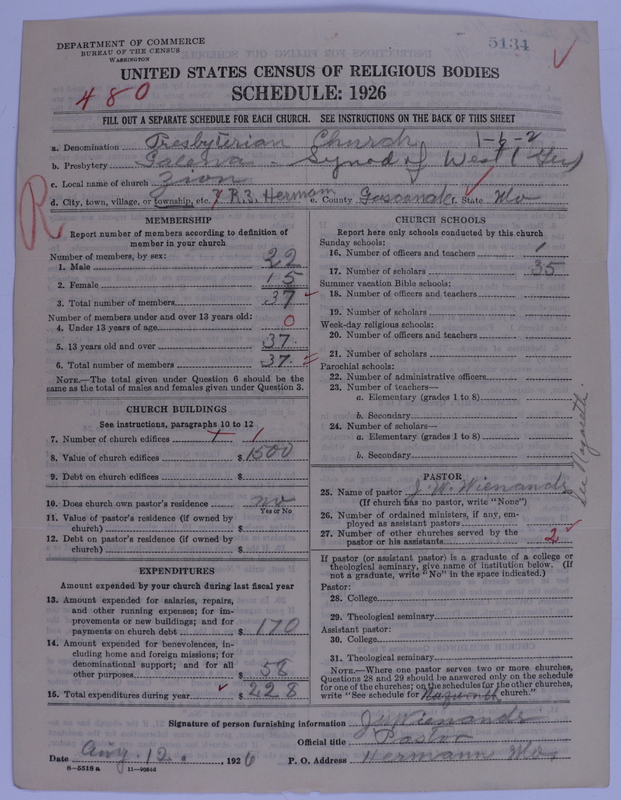 DEPARTMENT OF COMMERCE
BUREAU OF THE CENSUS
WASHINGTON
5134
UNITED STATES CENSUS OF RELIGIOUS BODIES
480
SCHEDULE: 1926
FILL OUT A SEPARATE SCHEDULE FOR EACH CHURCH. SEE INSTRUCTIONS ON THE BACK OF THIS SHEET
a. Denomination Presbyterian Church 1-6-2
b. Presbytery Galena - Synod of West (Ger)
c. Local name of church Zion
d. City, town, village, or township, etc. R.3, Hermann e. County Gasconade f. State Mo
R
MEMBERSHIP
Report number of members according to definition of
member in your church
Number of members, by sex:
1. Male 22
2. Female 15
3. Total number of members 37
Number of members under and over 13 years old:
4. Under 13 years of age 0
5. 13 years old and over 37
6. Total number of members 37
NOTE.—The total given under Question 6 should be the
same as the total of males and females given under Question 3.
CHURCH BUILDINGS
See instructions, paragraphs 10 to 12
7. Number of church edifices 1
8. Value of church edifices $ 1500
9. Debt on church edifices $
10. Does church own pastor's residence no
Yes or No
11. Value of pastor's residence (if owned by
church) $
12. Debt on pastor's residence (if owned by
church) $
EXPENDITURES
Amount expended by your church during last fiscal year
13. Amount expended for salaries, repairs,
and other running expenses; for im-
provements or new buildings; and for
payments on church debt $ 170
14. Amount expended for benevolences, in-
cluding home and foreign missions; for
denominational support; and for all
other purposes $ 58
15. Total expenditures during year $ 228
CHURCH SCHOOLS
Report here only schools conducted by this church
Sunday schools:
16. Number of officers and teachers 1
17. Number of scholars 35
Summer vacation Bible schools:
18. Number of officers and teachers
19. Number of scholars
Week-day religious schools:
20. Number of officers and teachers
21. Number of scholars
Parochial schools:
22. Number of administrative officers
23. Number of teachers—
a. Elementary (grades 1 to 8)
b. Secondary
24. Number of scholars—
a. Elementary (grades 1 to 8)
b. Secondary
See Nazareth.
PASTOR
25. Name of pastor J. W. Wienandt
(If church has no pastor, write "None")
26. Number of ordained ministers, if any, em-
ployed as assistant pastors
27. Number of other churches served by the
pastor or his assistants 2
If pastor (or assistant pastor) is a graduate of a college or
theological seminary, give name of institution below. (If
not a graduate, write "No" in the space indicated.)
Pastor:
28. College
29. Theological seminary
Assistant pastor:
30. College
31. Theological seminary
NOTE.—Where one pastor serves two or more churches,
Questions 28 and 29 should be answered only on the schedule
for one of the churches; on the schedules for the other churches,
write "See schedule for Nazareth church."
Signature of person furnishing information J W Wienandt
Official title Pastor
Date Aug. 12. 1926 P. O. Address Hermann Mo.
8—5518 a